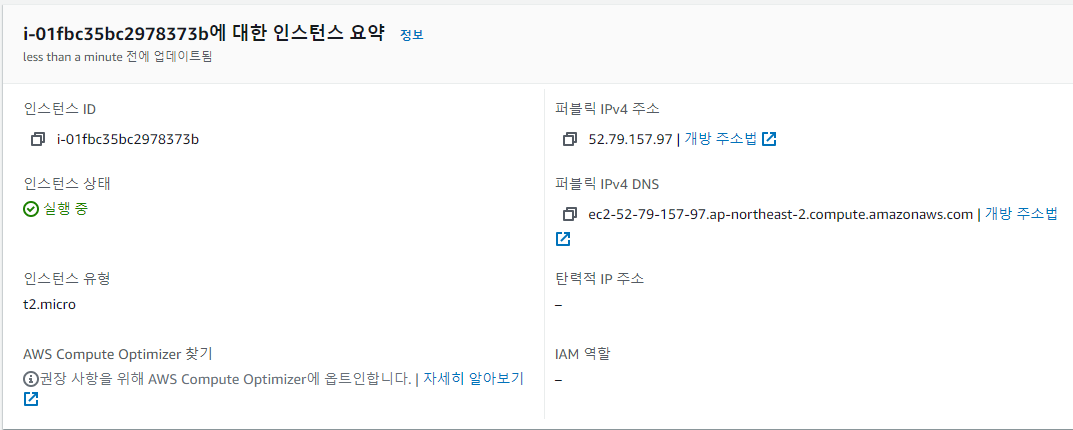 i-01fbc35bc2978373b에 대한 인스턴스 요약 정보
less than a minute 전에 업데이트됨
인스턴스 ID
i-01fbc35bc2978373b
퍼블릭 IPv4 주소
52.79.157.97 | 개방 주소법
인스턴스 상태
실행 중
퍼블릭 IPv4 DNS
ec2-52-79-157-97.ap-northeast-2.compute.amazonaws.com | 개방 주소법
인스턴스 유형
t2.micro
탄력적 IP 주소
–
AWS Compute Optimizer 찾기
권장 사항을 위해 AWS Compute Optimizer에 옵트인합니다. | 자세히 알아보기
IAM 역할
–